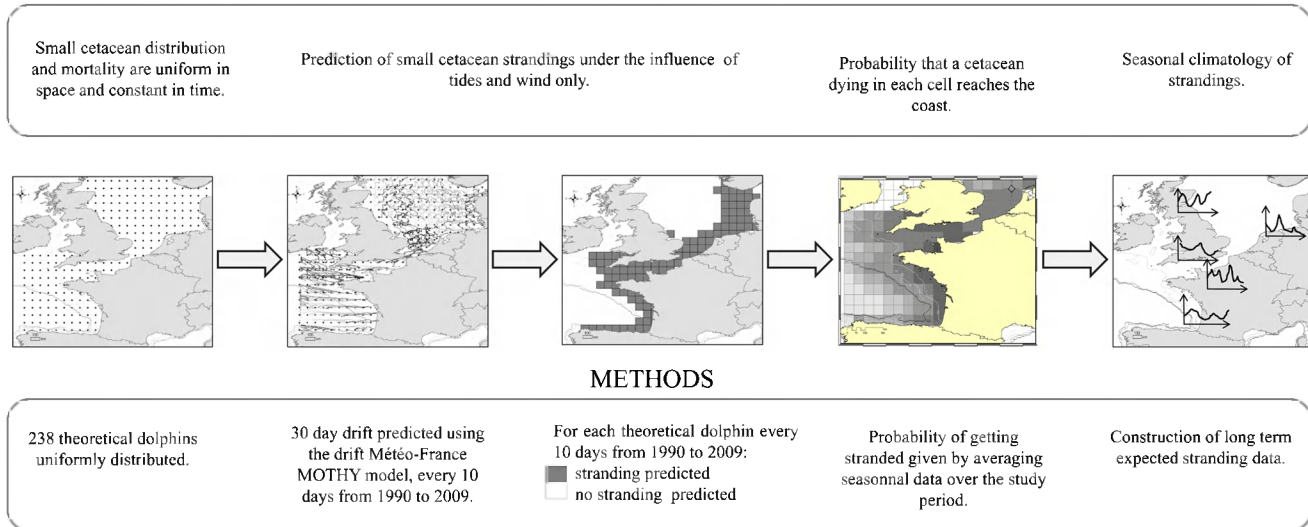 Small cetacean distribution
and mortality are uniform in
space and constant in time.
Prediction of small cetacean strandings under the influence of
tides and wind only.
Probability that a cetacean
dying in each cell reaches the
coast.
Seasonal climatology of
strandings.
METHODS
238 theoretical dolphins
uniformly distributed.
30 day drift predicted using
the drift Météo-France
MOTHY model, every 10
days from 1990 to 2009.
For each theoretical dolphin every
10 days from 1990 to 2009:
stranding predicted
no stranding predicted
Probability of getting
stranded given by averaging
seasonnal data over the study
period.
Construction of long term
expected stranding data.